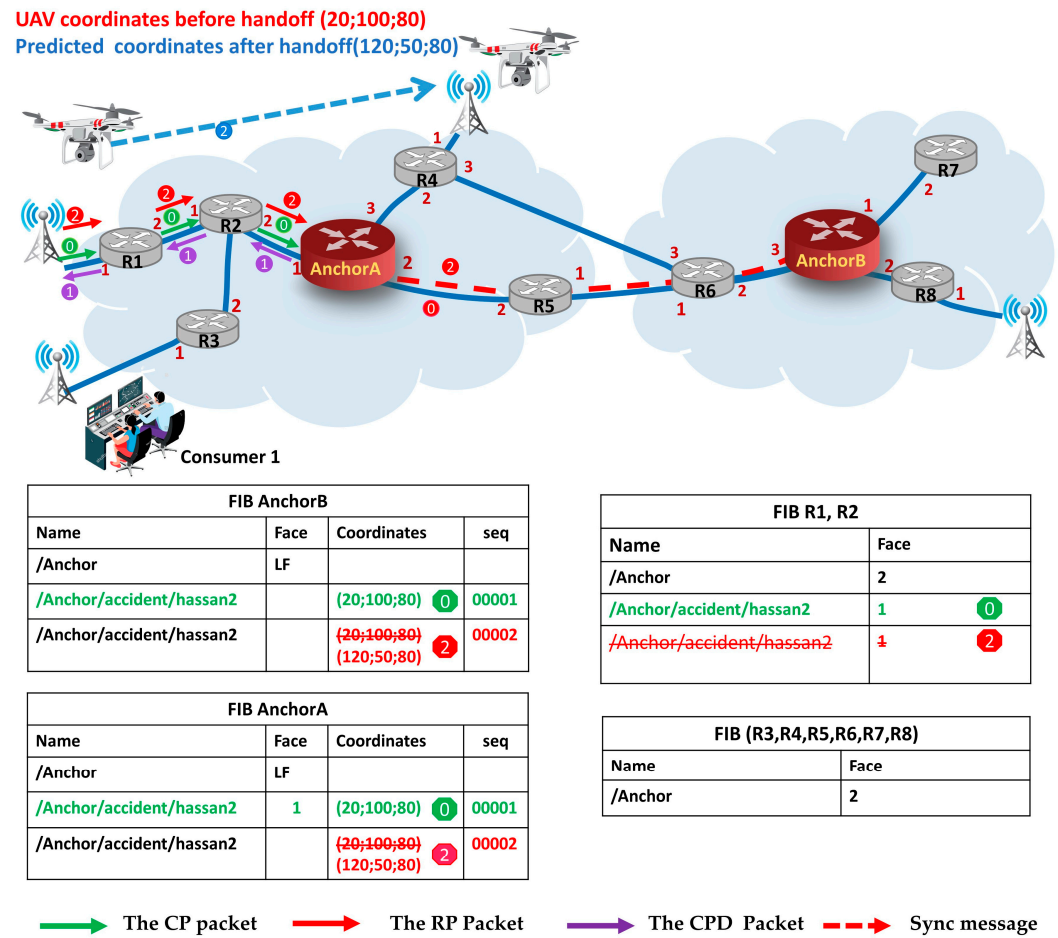 UAV coordinates before handoff (20;100;80)
Predicted  coordinates after handoff(120;50;80)
2
1
R4
3
2
R7
2
1
2
2
1
2
0
R2
2
2
0
3
AnchorA
2
1
2
0
2
R1
1
0
1
1
1
2
0
1
R5
2
3
R6
1
2
3
AnchorB
2
R8
1
2
R3
1
Consumer 1
FIB AnchorB
Name Face Coordinates seq
/Anchor LF
/Anchor/accident/hassan2 (20;100;80) 0 00001
/Anchor/accident/hassan2 (20;100;80) 2 00002
(120;50;80)
FIB AnchorA
Name Face Coordinates seq
/Anchor LF
/Anchor/accident/hassan2 1 (20;100;80) 0 00001
/Anchor/accident/hassan2 (20;100;80) 2 00002
(120;50;80)
FIB R1, R2
Name Face
/Anchor 2
/Anchor/accident/hassan2 1 0
/Anchor/accident/hassan2 1 2
FIB (R3,R4,R5,R6,R7,R8)
Name Face
/Anchor 2
The CP packet The RP Packet The CPD  Packet Sync message